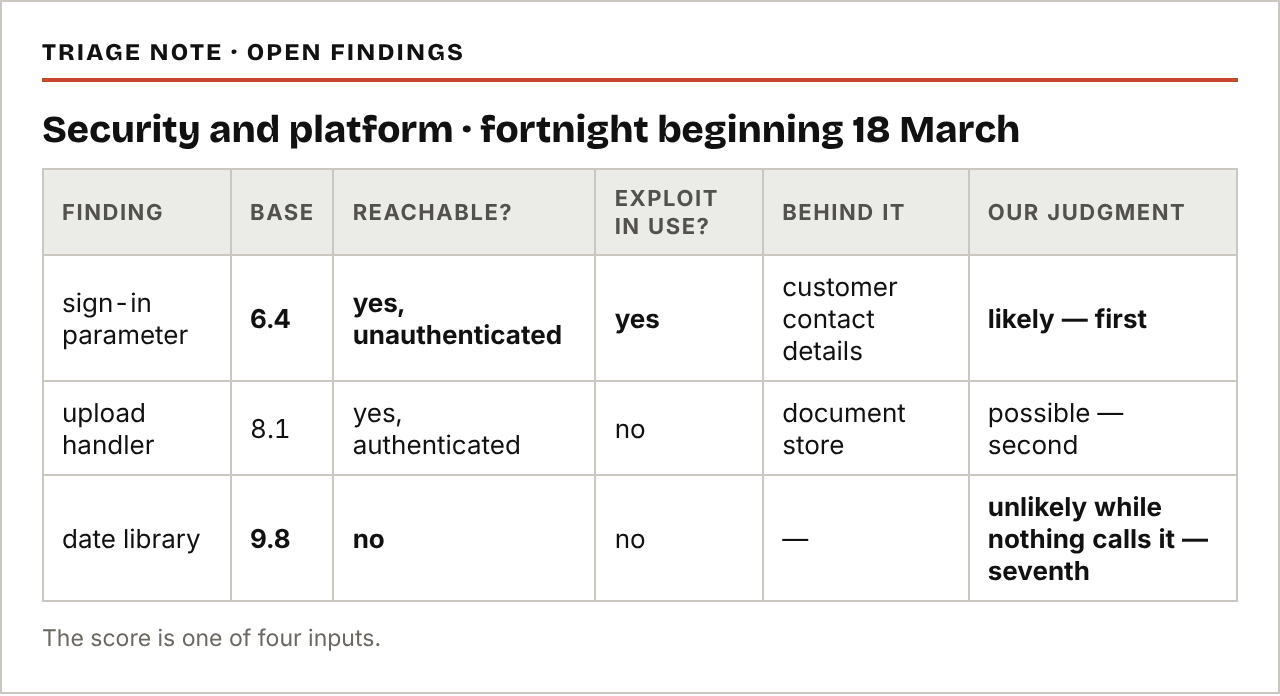 TRIAGE NOTE · OPEN FINDINGS
Security and platform · fortnight beginning 18 March
FINDING
BASE
REACHABLE?
EXPLOIT
IN USE?
BEHIND IT
OUR JUDGMENT
sign-in
parameter
6.4
yes,
unauthenticated
yes
customer
contact
details
likely — first
upload
handler
8.1
yes,
authenticated
no
document
store
possible —
second
date library
9.8
no
no
—
unlikely while
nothing calls it —
seventh
The score is one of four inputs.